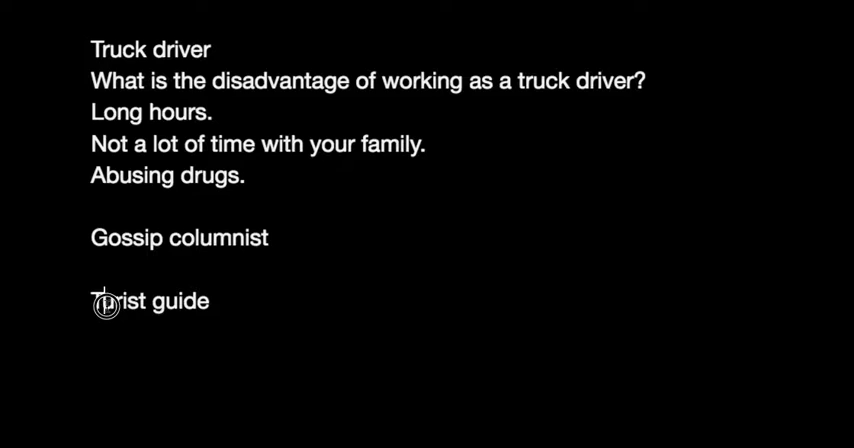 Truck driver
What is the disadvantage of working as a truck driver?
Long hours.
Not a lot of time with your family.
Abusing drugs.
Gossip columnist
Turist guide